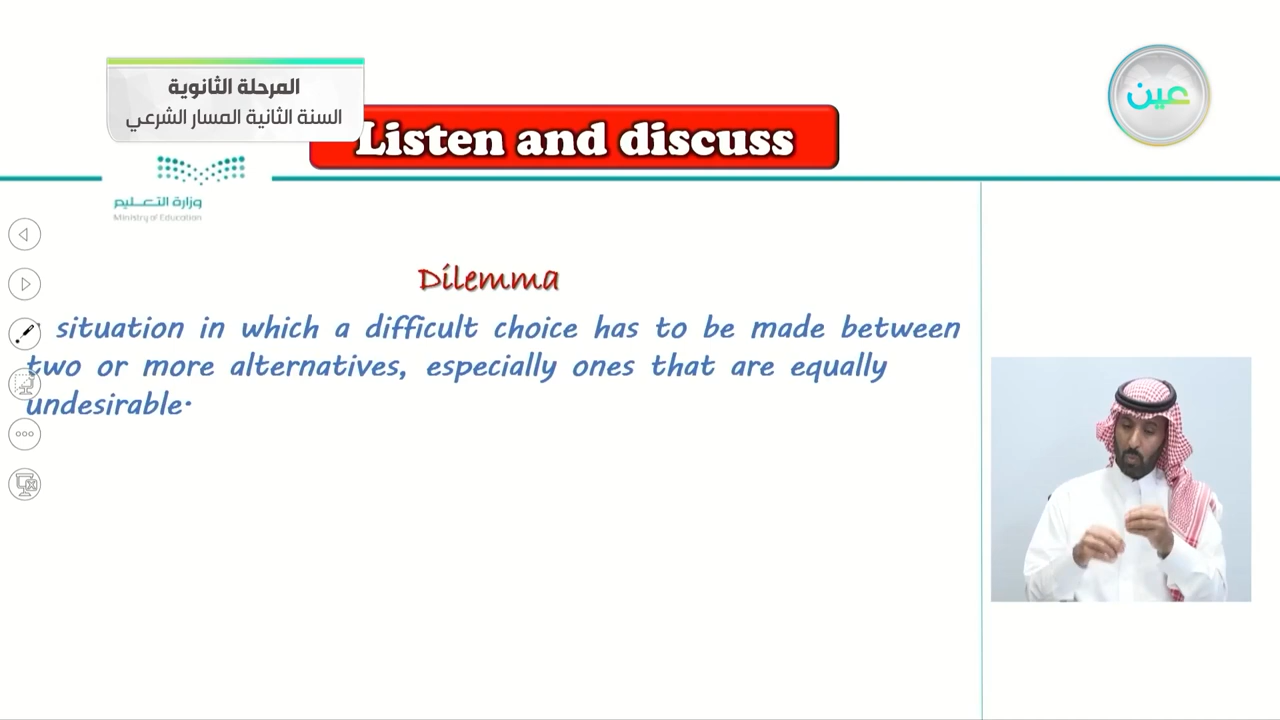 المرحلة الثانوية
السنة الثانية المسار الشرعي
عين
Listen and discuss
وزارة التعليم
Ministry of Education
Dilemma
situation in which a difficult choice has to be made between
two or more alternatives, especially ones that are equally
undesirable.